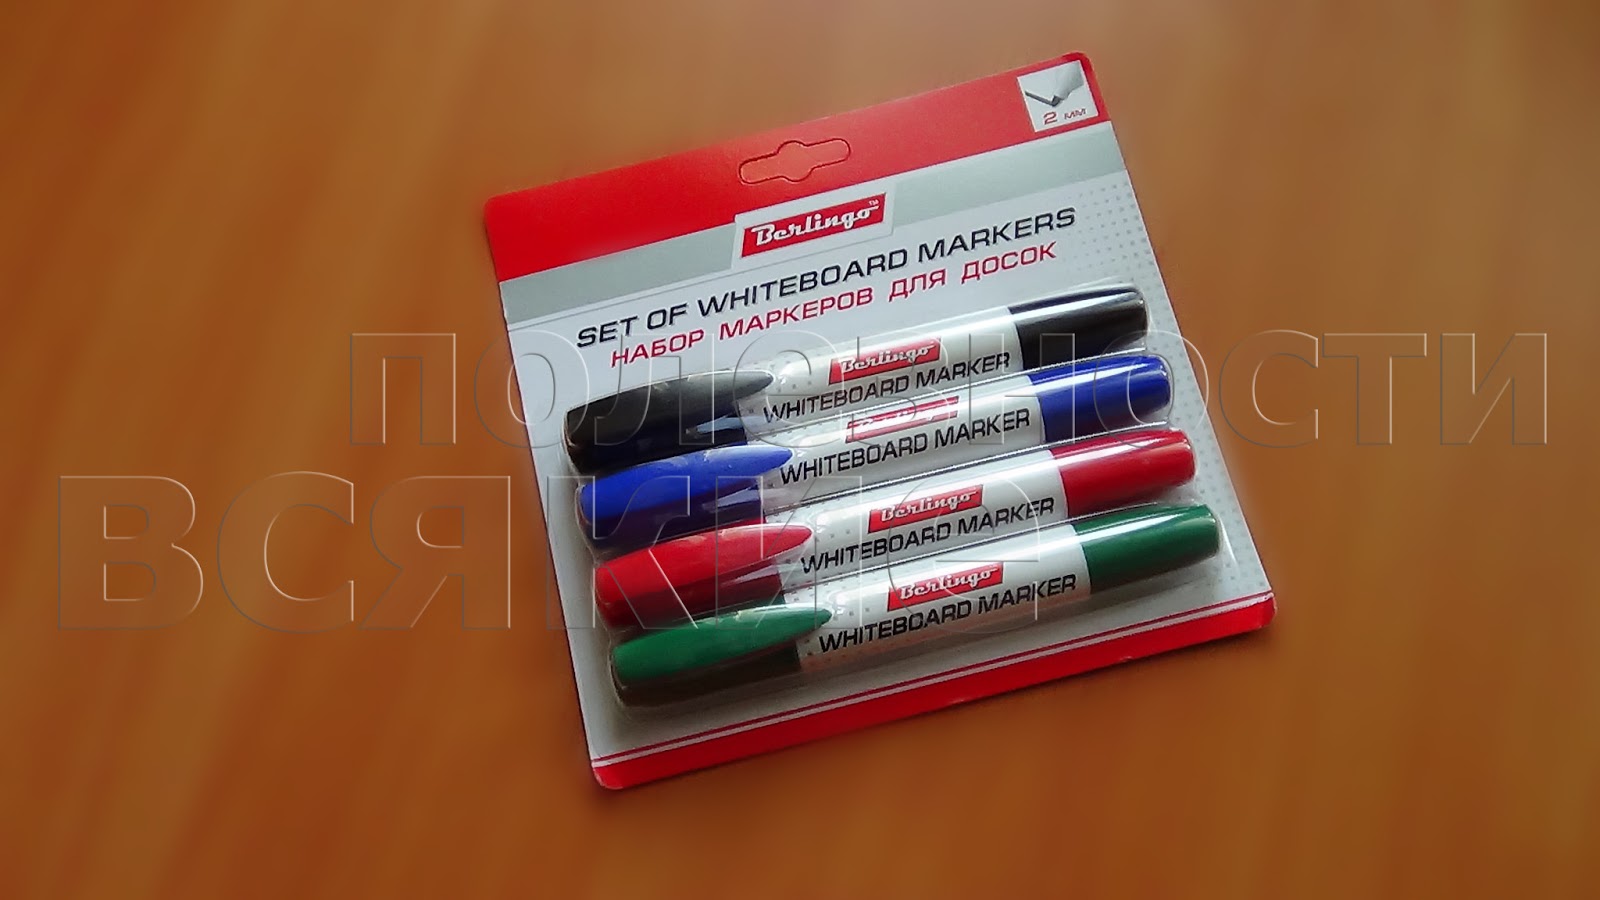 2 мм
Berlingo™
SET OF WHITEBOARD MARKERS
НАБОР МАРКЕРОВ ДЛЯ ДОСОК
Berlingo
WHITEBOARD MARKER
Berlingo
WHITEBOARD MARKER
Berlingo
WHITEBOARD MARKER
Berlingo
WHITEBOARD MARKER
полезности
всякие